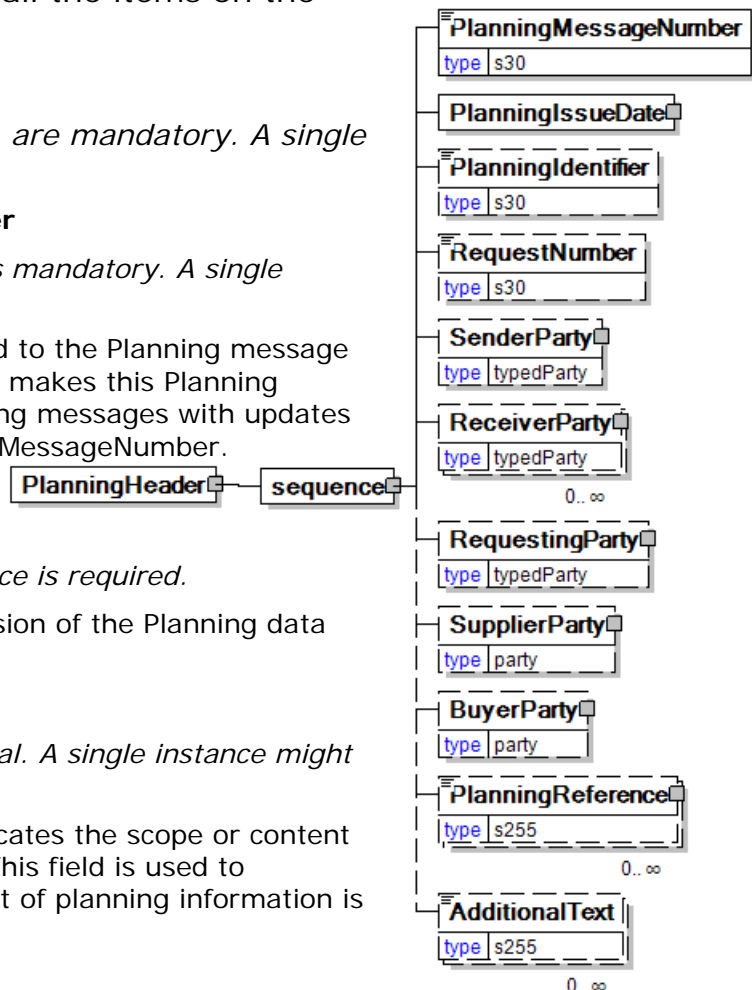 all the items on the
are mandatory. A single
er
s mandatory. A single
d to the Planning message
makes this Planning
ng messages with updates
MessageNumber.
ce is required.
sion of the Planning data
al. A single instance might
cates the scope or content
This field is used to
t of planning information is
PlanningHeader
sequence
PlanningMessageNumber
type s30
PlanningIssueDate
PlanningIdentifier
type s30
RequestNumber
type s30
SenderParty
type typedParty
ReceiverParty
type typedParty
0.. ∞
RequestingParty
type typedParty
SupplierParty
type party
BuyerParty
type party
PlanningReference
type s255
0.. ∞
AdditionalText
type s255
0.. ∞